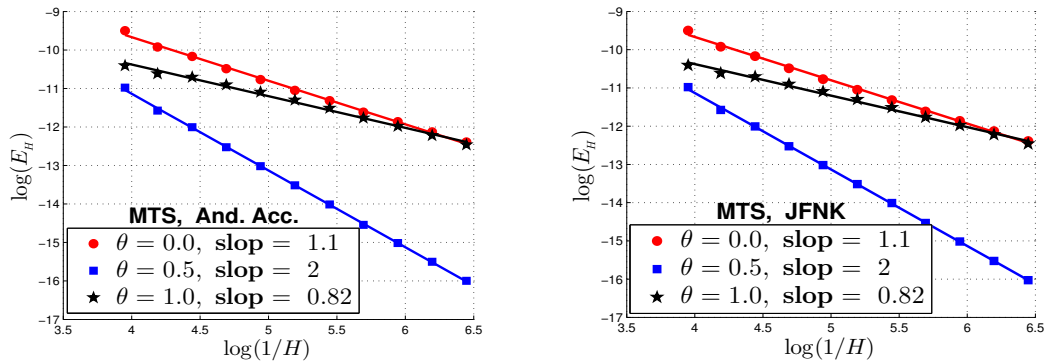 −9
−10
−11
−12
−13
−14
−15
−16
−17
log(E_H)
MTS, And. Acc.
θ = 0.0, slop = 1.1
θ = 0.5, slop = 2
θ = 1.0, slop = 0.82
3.5 4 4.5 5 5.5 6 6.5
log(1/H)
−9
−10
−11
−12
−13
−14
−15
−16
−17
log(E_H)
MTS, JFNK
θ = 0.0, slop = 1.1
θ = 0.5, slop = 2
θ = 1.0, slop = 0.82
3.5 4 4.5 5 5.5 6 6.5
log(1/H)